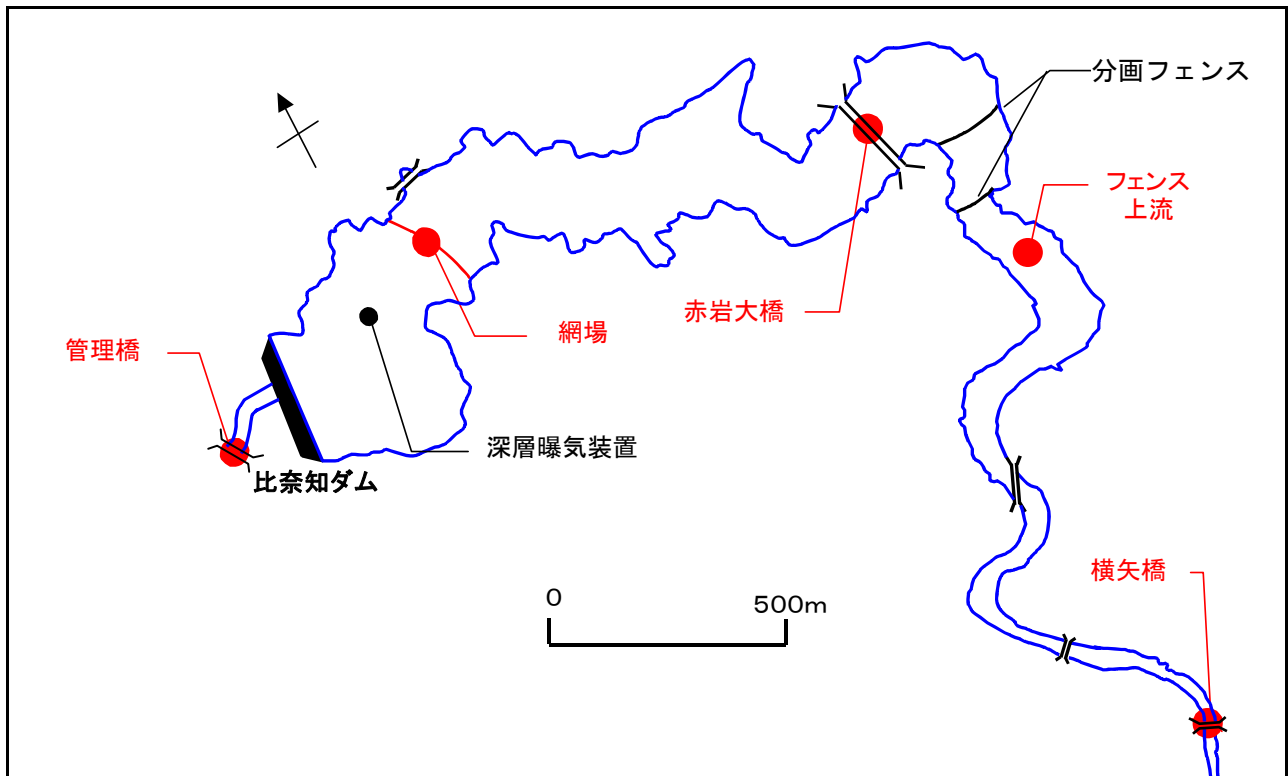 分画フェンス
フェンス
上流
赤岩大橋
網場
管理橋
深層曝気装置
比奈知ダム
横矢橋
0
500m